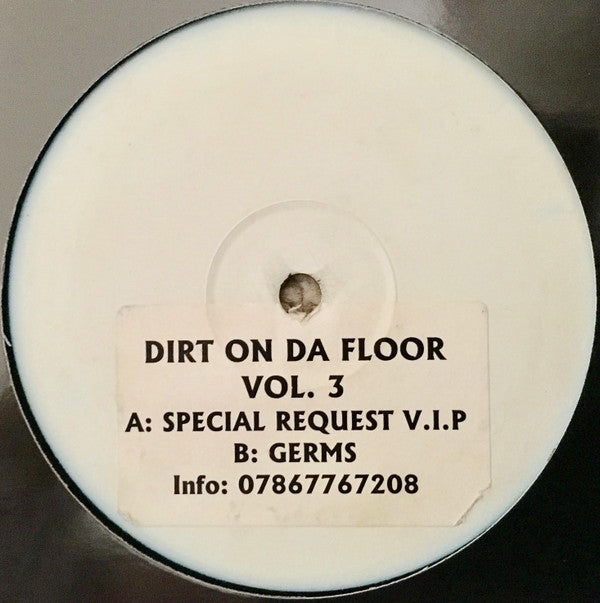 DIRT ON DA FLOOR
VOL. 3
A: SPECIAL REQUEST V.I.P
B: GERMS
Info: 07867767208